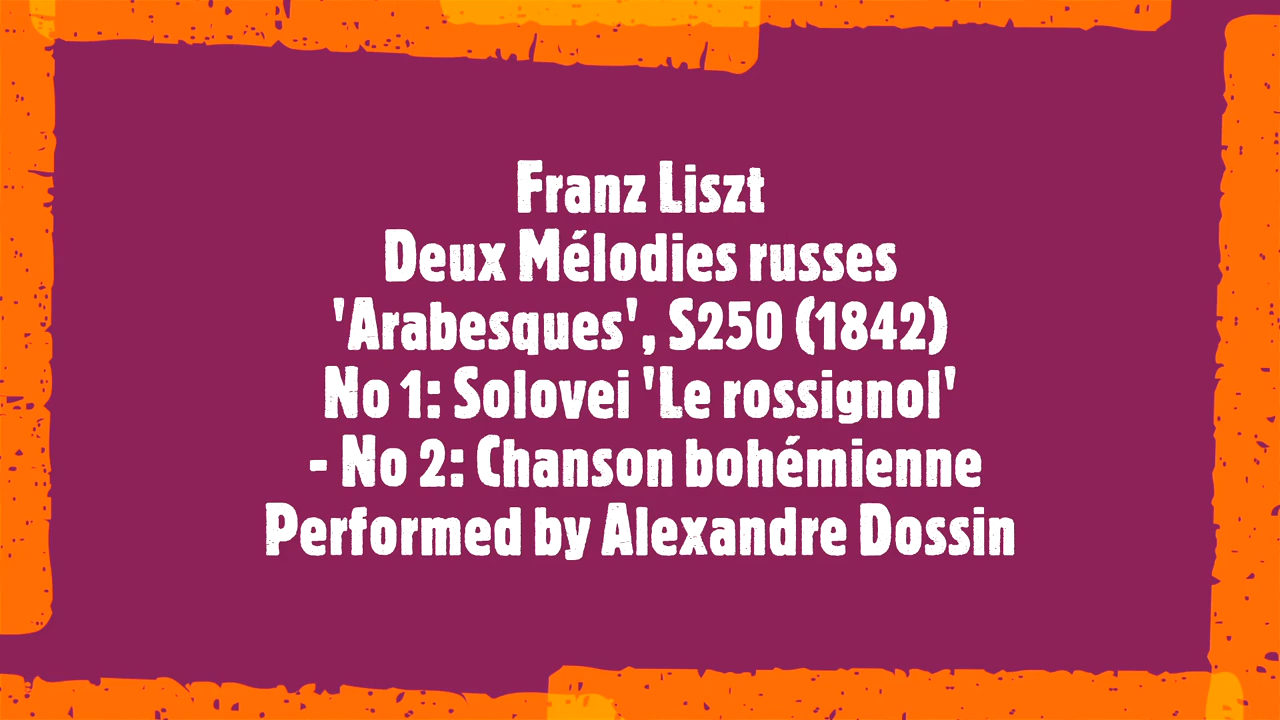 Franz Liszt
Deux Mélodies russes
'Arabesques', S250 (1842)
No 1: Solovei 'Le rossignol'
- No 2: Chanson bohémienne
Performed by Alexandre Dossin